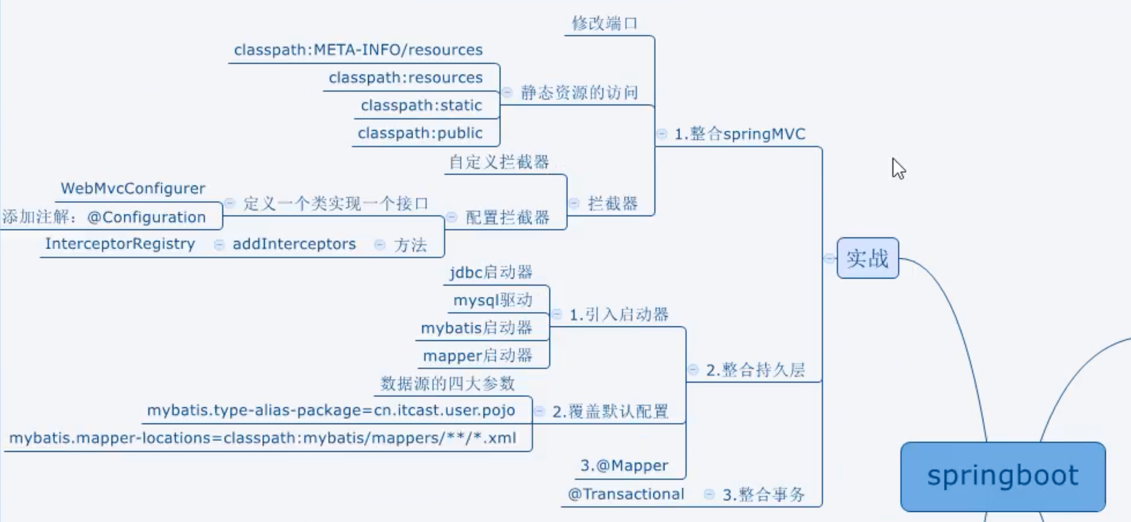 修改端口
classpath:META-INFO/resources
classpath:resources
静态资源的访问
classpath:static
classpath:public
1.整合springMVC
自定义拦截器
WebMvcConfigurer
定义一个类实现一个接口
拦截器
添加注解：@Configuration
配置拦截器
InterceptorRegistry
addInterceptors
方法
实战
jdbc启动器
mysql驱动
1.引入启动器
mybatis启动器
mapper启动器
2.整合持久层
数据源的四大参数
mybatis.type-alias-package=cn.itcast.user.pojo
2.覆盖默认配置
mybatis.mapper-locations=classpath:mybatis/mappers/**/*.xml
3.@Mapper
springboot
@Transactional
3.整合事务